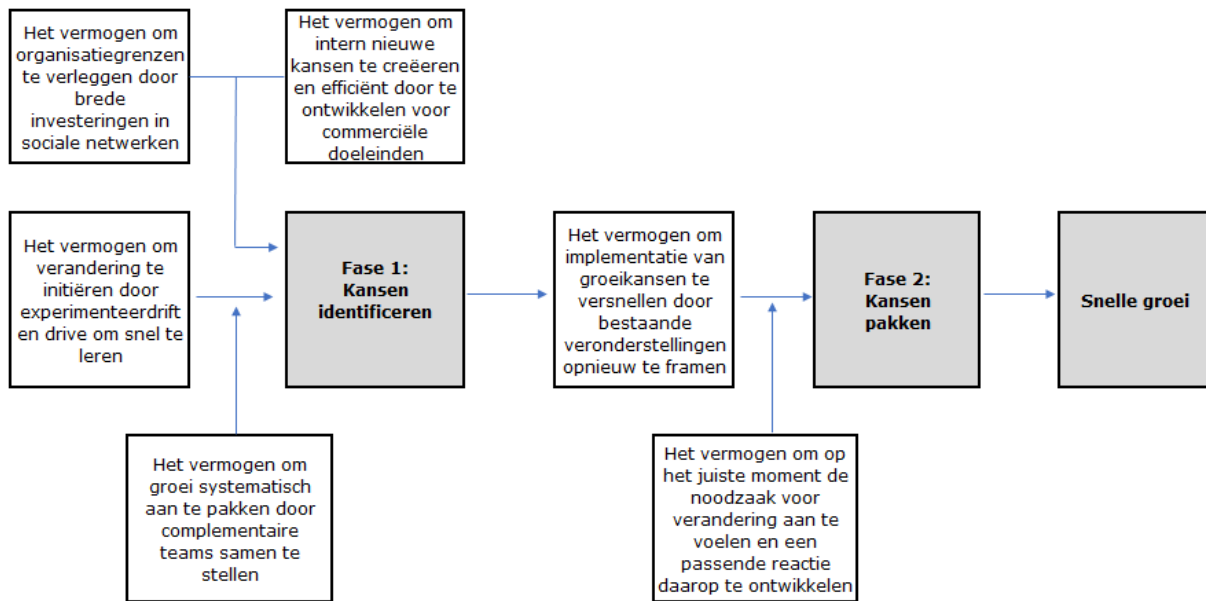 Het vermogen om
organisatiegrenzen
te verleggen door
brede
investeringen in
sociale netwerken
Het vermogen om
intern nieuwe
kansen te creëeren
en efficiënt door te
ontwikkelen voor
commerciële
doeleinden
Het vermogen om
verandering te
initiëren door
experimenteerdrift
en drive om snel te
leren
Fase 1:
Kansen
identificeren
Het vermogen om
implementatie van
groeikansen te
versnellen door
bestaande
veronderstellingen
opnieuw te framen
Fase 2:
Kansen
pakken
Snelle groei
Het vermogen om
groei systematisch
aan te pakken door
complementaire
teams samen te
stellen
Het vermogen om op
het juiste moment de
noodzaak voor
verandering aan te
voelen en een
passende reactie
daarop te ontwikkelen